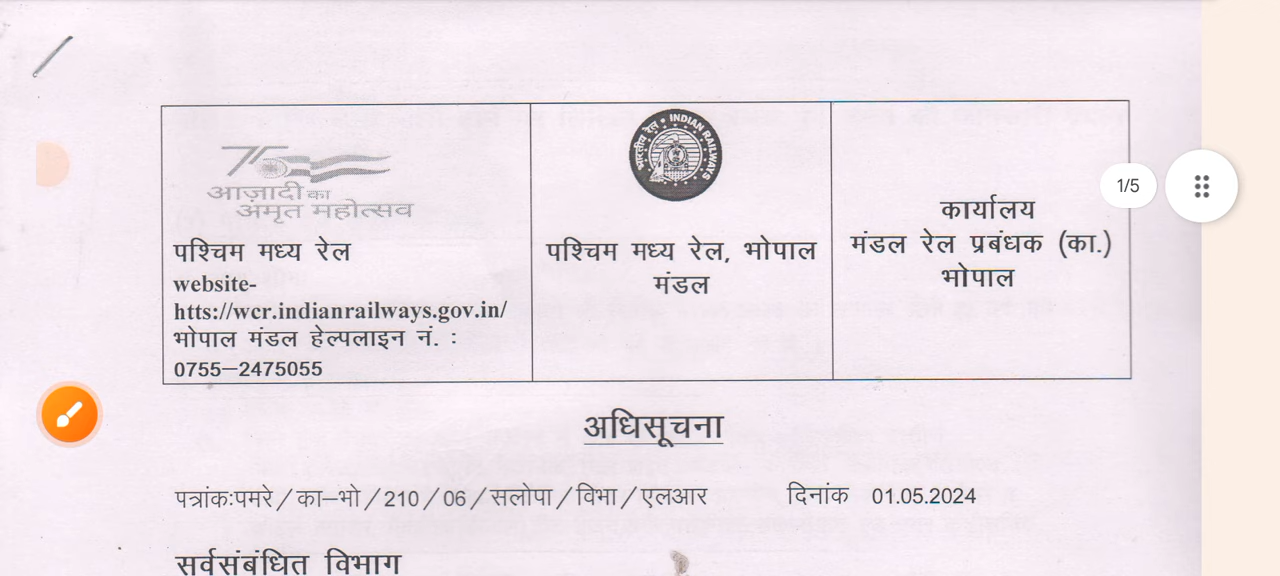 आज़ादी का
अमृत महोत्सव
पश्चिम मध्य रेल
website-
htts://wcr.indianrailways.gov.in/
भोपाल मंडल हेल्पलाइन नं. :
0755–2475055
भारतीय रेल • INDIAN RAILWAYS
पश्चिम मध्य रेल, भोपाल
मंडल
कार्यालय
मंडल रेल प्रबंधक (का.)
भोपाल
1/5
अधिसूचना
पत्रांकःपमरे/का–भो/210/06/सलोपा/विभा/एलआर दिनांक 01.05.2024
सर्वसंबंधित विभाग